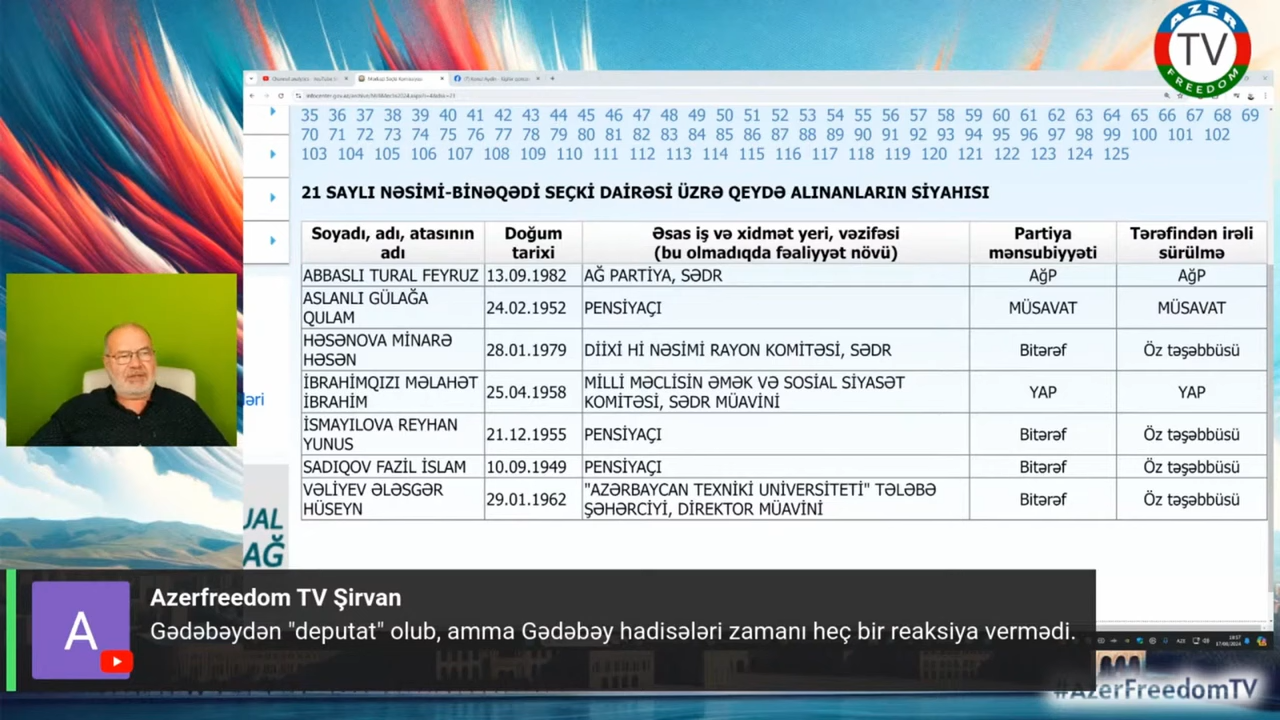 AZER
TV
FREEDOM
35 36 37 38 39 40 41 42 43 44 45 46 47 48 49 50 51 52 53 54 55 56 57 58 59 60 61 62 63 64 65 66 67 68 69
70 71 72 73 74 75 76 77 78 79 80 81 82 83 84 85 86 87 88 89 90 91 92 93 94 95 96 97 98 99 100 101 102
103 104 105 106 107 108 109 110 111 112 113 114 115 116 117 118 119 120 121 122 123 124 125
21 SAYLI NƏSİMİ-BİNƏQƏDİ SEÇKİ DAİRƏSİ ÜZRƏ QEYDƏ ALINANLARIN SİYAHISI
Soyadı, adı, atasının adı Doğum tarixi Əsas iş və xidmət yeri, vəzifəsi (bu olmadıqda fəaliyyət növü) Partiya mənsubiyyəti Tərəfindən irəli sürülmə
ABBASLI TURAL FEYRUZ 13.09.1982 AĞ PARTİYA, SƏDR AğP AğP
ASLANLI GÜLAĞA QULAM 24.02.1952 PENSİYAÇI MÜSAVAT MÜSAVAT
HƏSƏNOVA MİNARƏ HƏSƏN 28.01.1979 DİİXİ Hİ NƏSİMİ RAYON KOMİTƏSİ, SƏDR Bitərəf Öz təşəbbüsü
İBRAHİMQIZI MƏLAHƏT İBRAHİM 25.04.1958 MİLLİ MƏCLİSİN ƏMƏK VƏ SOSİAL SİYASƏT KOMİTƏSİ, SƏDR MÜAVİNİ YAP YAP
İSMAYILOVA REYHAN YUNUS 21.12.1955 PENSİYAÇI Bitərəf Öz təşəbbüsü
SADIQOV FAZİL İSLAM 10.09.1949 PENSİYAÇI Bitərəf Öz təşəbbüsü
VƏLİYEV ƏLƏSGƏR HÜSEYN 29.01.1962 "AZƏRBAYCAN TEXNİKİ UNİVERSİTETİ" TƏLƏBƏ ŞƏHƏRCİYİ, DİREKTOR MÜAVİNİ Bitərəf Öz təşəbbüsü
ləri
UAL
AĞ
A
Azerfreedom TV Şirvan
Gədəbəydən "deputat" olub, amma Gədəbəy hadisələri zamanı heç bir reaksiya vermədi.
#AzerFreedomTV